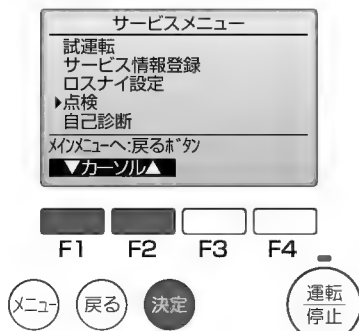 サービスメニュー
試運転
サービス情報登録
ロスナイ設定
▶点検
自己診断
メインメニューへ:戻るボタン
▼カーソル▲
F1 F2 F3 F4
メニュー 戻る 決定 運転
停止